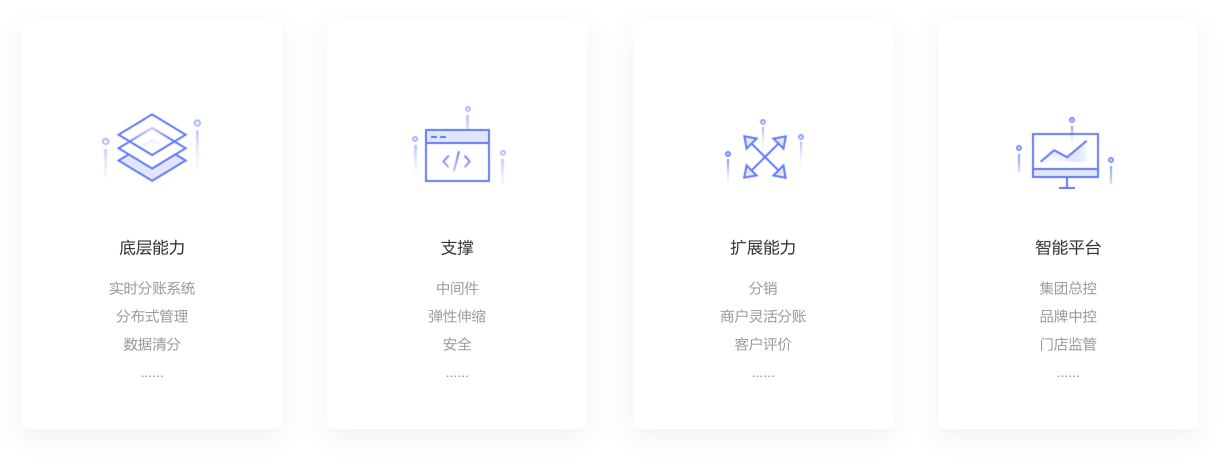 底层能力
实时分账系统
分布式管理
数据清分
......
支撑
中间件
弹性伸缩
安全
......
扩展能力
分销
商户灵活分账
客户评价
......
智能平台
集团总控
品牌中控
门店监管
......